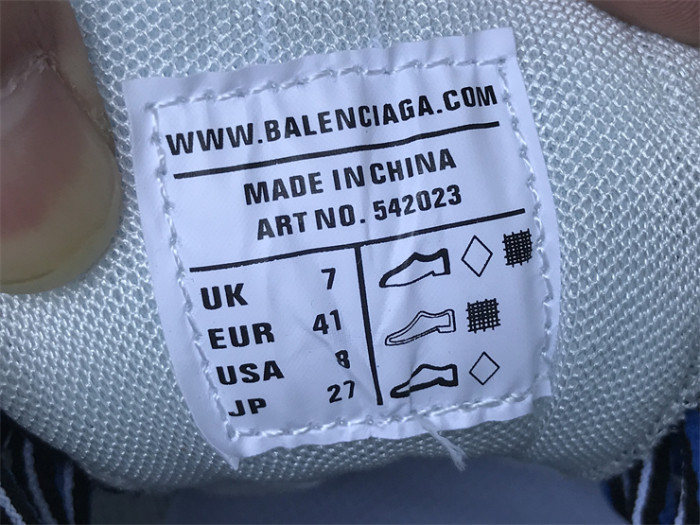 WWW.BALENCIAGA.COM
MADE IN CHINA
ART NO. 542023
UK 7
EUR 41
USA 8
JP 27